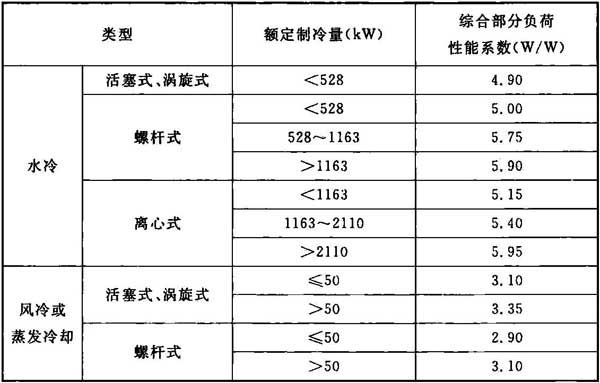 类型 额定制冷量(kW) 综合部分负荷
性能系数(W/W)
水冷 活塞式、涡旋式 <528 4.90
螺杆式 <528 5.00
528~1163 5.75
>1163 5.90
离心式 <1163 5.15
1163~2110 5.40
>2110 5.95
风冷或
蒸发冷却 活塞式、涡旋式 ≤50 3.10
>50 3.35
螺杆式 ≤50 2.90
>50 3.10